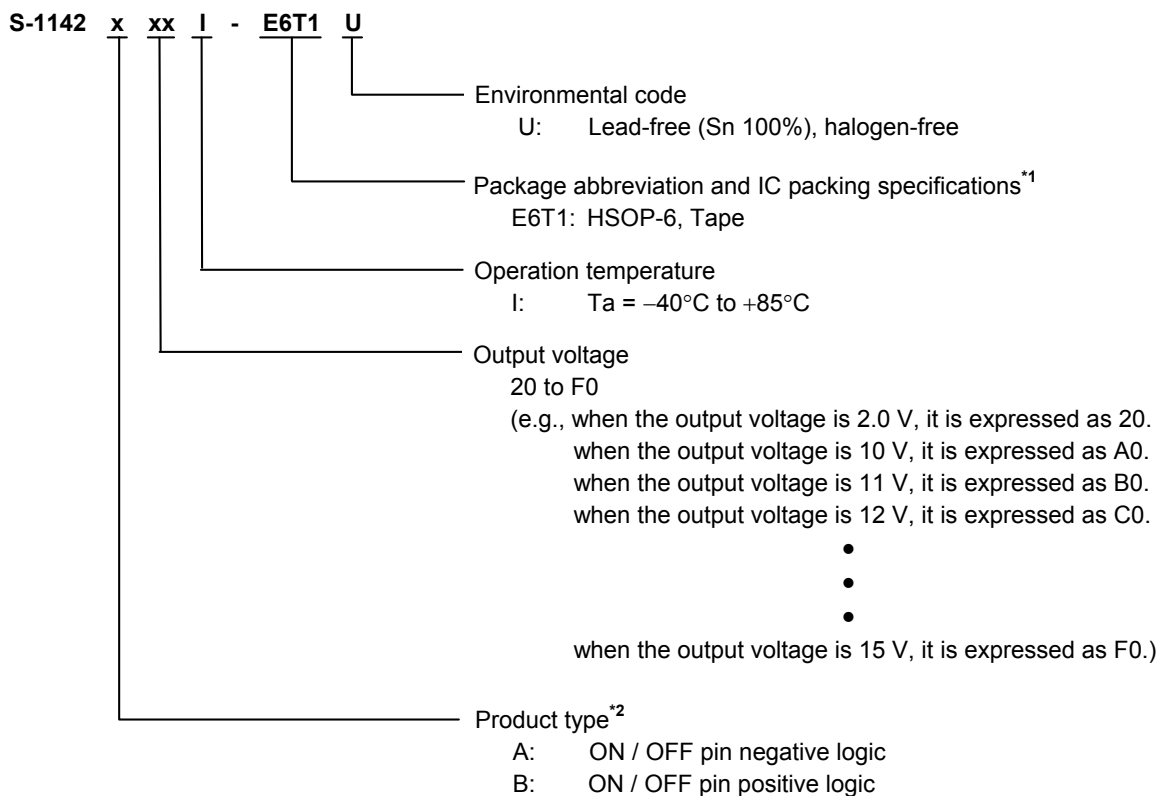 S-1142 x xx I - E6T1 U
Environmental code
U: Lead-free (Sn 100%), halogen-free
Package abbreviation and IC packing specifications*1
E6T1: HSOP-6, Tape
Operation temperature
I: Ta = −40°C to +85°C
Output voltage
20 to F0
(e.g., when the output voltage is 2.0 V, it is expressed as 20.
when the output voltage is 10 V, it is expressed as A0.
when the output voltage is 11 V, it is expressed as B0.
when the output voltage is 12 V, it is expressed as C0.
•
•
•
when the output voltage is 15 V, it is expressed as F0.)
Product type*2
A: ON / OFF pin negative logic
B: ON / OFF pin positive logic